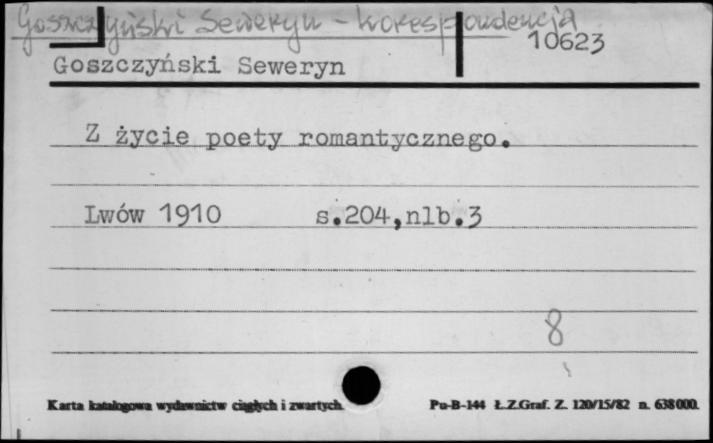 Goszczyński Seweryn - korespondencja
10623
Goszczyński Seweryn
Z życie poety romantycznego.
Lwów 1910 s.204,nlb.3
8
Karta katalogowa wydawnictw ciągłych i zwartych. Pu-B-144 Ł.Z.Graf. Z. 120/15/82 n. 638000.